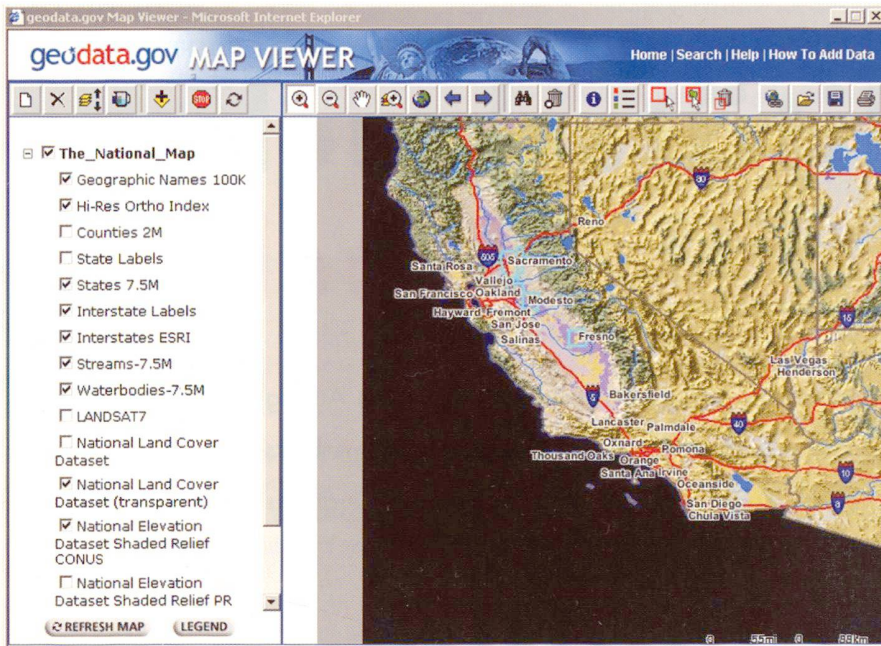 geodata.gov Map Viewer - Microsoft Internet Explorer
geodata.gov MAP VIEWER
Home | Search | Help | How To Add Data
STOP
The_National_Map
Geographic Names 100K
Hi-Res Ortho Index
Counties 2M
State Labels
States 7.5M
Interstate Labels
Interstates ESRI
Streams-7.5M
Waterbodies-7.5M
LANDSAT7
National Land Cover
Dataset
National Land Cover
Dataset (transparent)
National Elevation
Dataset Shaded Relief
CONUS
National Elevation
Dataset Shaded Relief PR
REFRESH MAP
LEGEND
80
Reno
505
Sacramento
Santa Rosa
Vallejo
San Francisco
Oakland
Modesto
Hayward
Fremont
San Jose
15
Salinas
Fresno
Las Vegas
Henderson
5
Bakersfield
Lancaster
Palmdale
40
Oxnard
Thousand Oaks
Pomona
Orange
Santa Ana
Irvine
10
Oceanside
San Diego
8
Chula Vista
0 55mi 0 88km